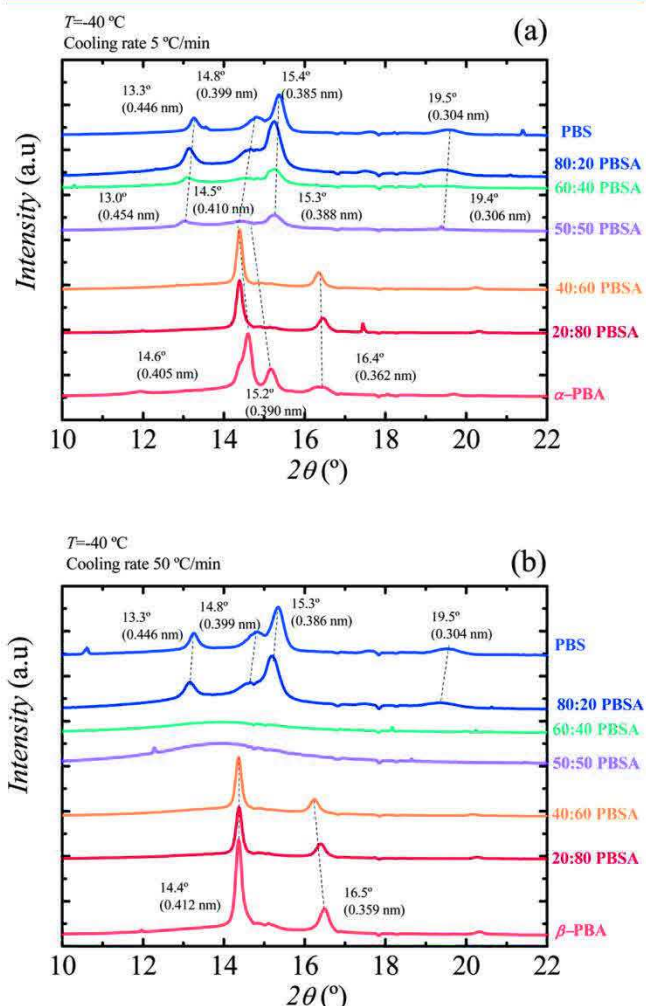 T=-40 ºC
Cooling rate 5 ºC/min
(a)
13.3º
(0.446 nm)
14.8º
(0.399 nm)
15.4º
(0.385 nm)
19.5º
(0.304 nm)
PBS
80:20 PBSA
60:40 PBSA
13.0º
(0.454 nm)
14.5º
(0.410 nm)
15.3º
(0.388 nm)
19.4º
(0.306 nm)
50:50 PBSA
40:60 PBSA
20:80 PBSA
14.6º
(0.405 nm)
15.2º
(0.390 nm)
16.4º
(0.362 nm)
α-PBA
Intensity (a.u)
10 12 14 16 18 20 22
2θ (º)
T=-40 ºC
Cooling rate 50 ºC/min
(b)
13.3º
(0.446 nm)
14.8º
(0.399 nm)
15.3º
(0.386 nm)
19.5º
(0.304 nm)
PBS
80:20 PBSA
60:40 PBSA
50:50 PBSA
40:60 PBSA
20:80 PBSA
14.4º
(0.412 nm)
16.5º
(0.359 nm)
β-PBA
Intensity (a.u)
10 12 14 16 18 20 22
2θ (º)